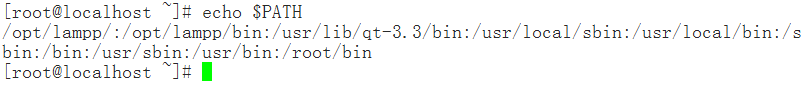 [root@localhost ~]# echo $PATH
/opt/lampp/:/opt/lampp/bin:/usr/lib/qt-3.3/bin:/usr/local/sbin:/usr/local/bin:/s
bin:/bin:/usr/sbin:/usr/bin:/root/bin
[root@localhost ~]#